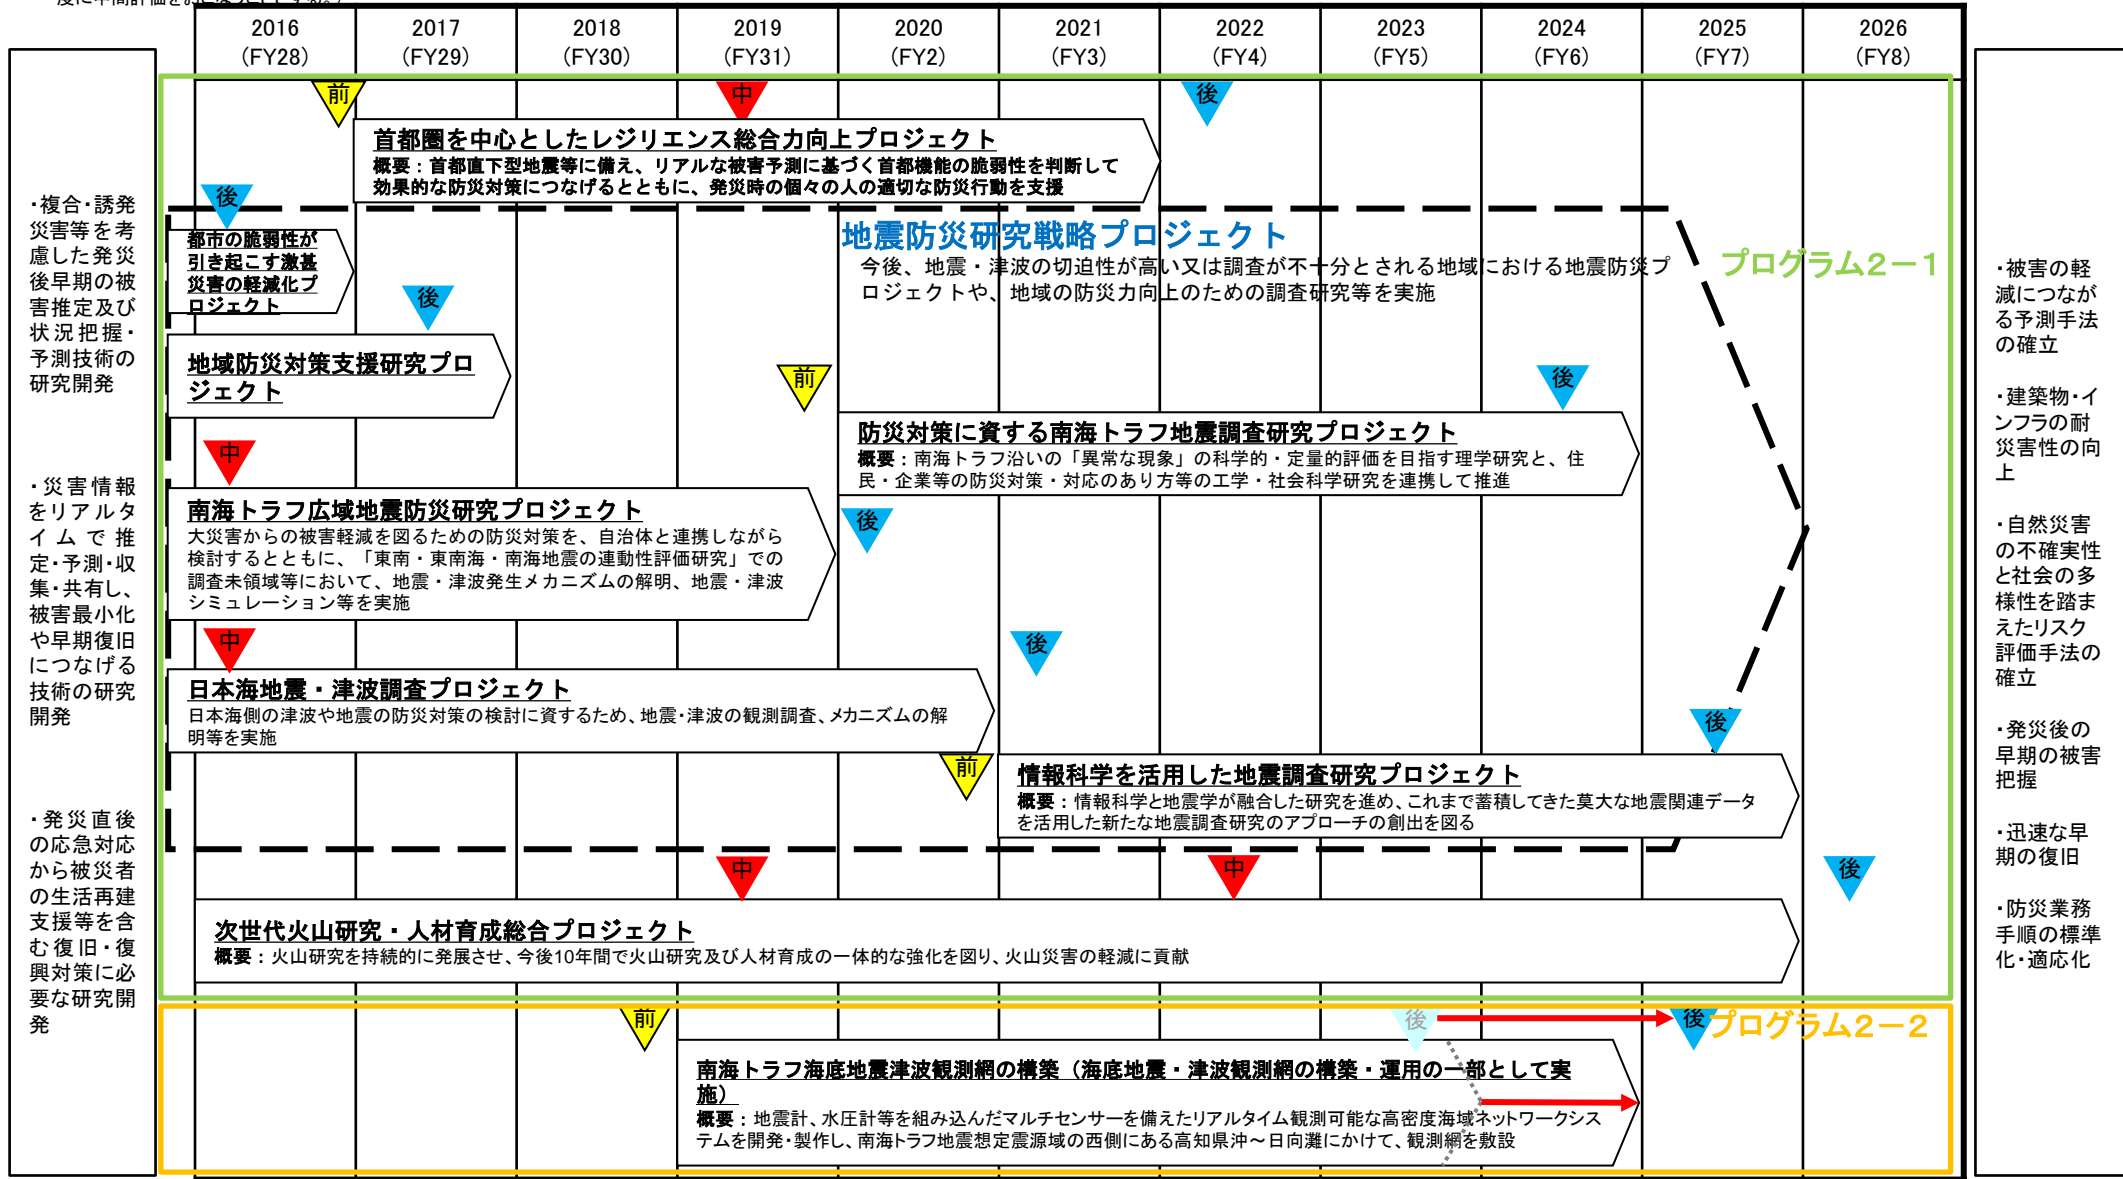 2016
(FY28)
2017
(FY29)
2018
(FY30)
2019
(FY31)
2020
(FY2)
2021
(FY3)
2022
(FY4)
2023
(FY5)
2024
(FY6)
2025
(FY7)
2026
(FY8)
・複合・誘発
災害等を考
慮した発災
後早期の被
害推定及び
状況把握・
予測技術の
研究開発
・災害情報
をリアルタ
イムで推
定・予測・収
集・共有し、
被害最小化
や早期復旧
につなげる
技術の研究
開発
・発災直後
の応急対応
から被災者
の生活再建
支援等を含
む復旧・復
興対策に必
要な研究開
発
前
中
後
首都圏を中心としたレジリエンス総合力向上プロジェクト
概要：首都直下型地震等に備え、リアルな被害予測に基づく首都機能の脆弱性を判断して
効果的な防災対策につなげるとともに、発災時の個々の人の適切な防災行動を支援
後
都市の脆弱性が
引き起こす激甚
災害の軽減化プ
ロジェクト
地震防災研究戦略プロジェクト
今後、地震・津波の切迫性が高い又は調査が不十分とされる地域における地震防災プ
ロジェクトや、地域の防災力向上のための調査研究等を実施
プログラム２－１
後
地域防災対策支援研究プロ
ジェクト
前
後
防災対策に資する南海トラフ地震調査研究プロジェクト
概要：南海トラフ沿いの「異常な現象」の科学的・定量的評価を目指す理学研究と、住
民・企業等の防災対策・対応のあり方等の工学・社会科学研究を連携して推進
中
南海トラフ広域地震防災研究プロジェクト
大災害からの被害軽減を図るための防災対策を、自治体と連携しながら
検討するとともに、「東南・東南海・南海地震の連動性評価研究」での
調査未領域等において、地震・津波発生メカニズムの解明、地震・津波
シミュレーション等を実施
後
中
後
日本海地震・津波調査プロジェクト
日本海側の津波や地震の防災対策の検討に資するため、地震・津波の観測調査、メカニズムの解
明等を実施
前
後
情報科学を活用した地震調査研究プロジェクト
概要：情報科学と地震学が融合した研究を進め、これまで蓄積してきた莫大な地震関連データ
を活用した新たな地震調査研究のアプローチの創出を図る
中
中
後
次世代火山研究・人材育成総合プロジェクト
概要：火山研究を持続的に発展させ、今後10年間で火山研究及び人材育成の一体的な強化を図り、火山災害の軽減に貢献
前
後
後
プログラム２－２
南海トラフ海底地震津波観測網の構築（海底地震・津波観測網の構築・運用の一部として実
施）
概要：地震計、水圧計等を組み込んだマルチセンサーを備えたリアルタイム観測可能な高密度海域ネットワークシス
テムを開発・製作し、南海トラフ地震想定震源域の西側にある高知県沖～日向灘にかけて、観測網を敷設
・被害の軽
減につなが
る予測手法
の確立
・建築物・イ
ンフラの耐
災害性の向
上
・自然災害
の不確実性
と社会の多
様性を踏ま
えたリスク
評価手法の
確立
・発災後の
早期の被害
把握
・迅速な早
期の復旧
・防災業務
手順の標準
化・適応化